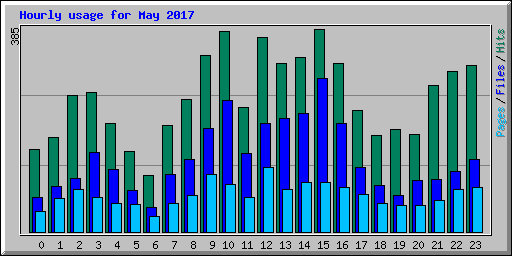 Hourly usage for May 2017
385
Pages/Files/Hits
0 1 2 3 4 5 6 7 8 9 10 11 12 13 14 15 16 17 18 19 20 21 22 23